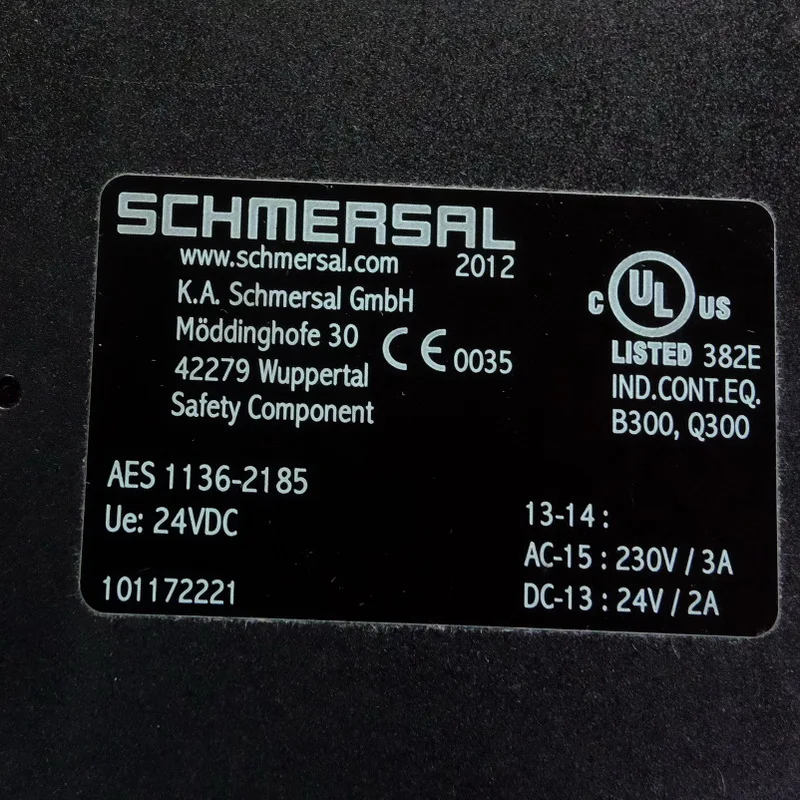 SCHMERSAL
www.schmersal.com 2012
K.A. Schmersal GmbH
Möddinghofe 30
42279 Wuppertal
Safety Component
CE 0035
C UL US
LISTED 382E
IND.CONT.EQ.
B300, Q300
AES 1136-2185
Ue: 24VDC
101172221
13-14 :
AC-15 : 230V / 3A
DC-13 : 24V / 2A